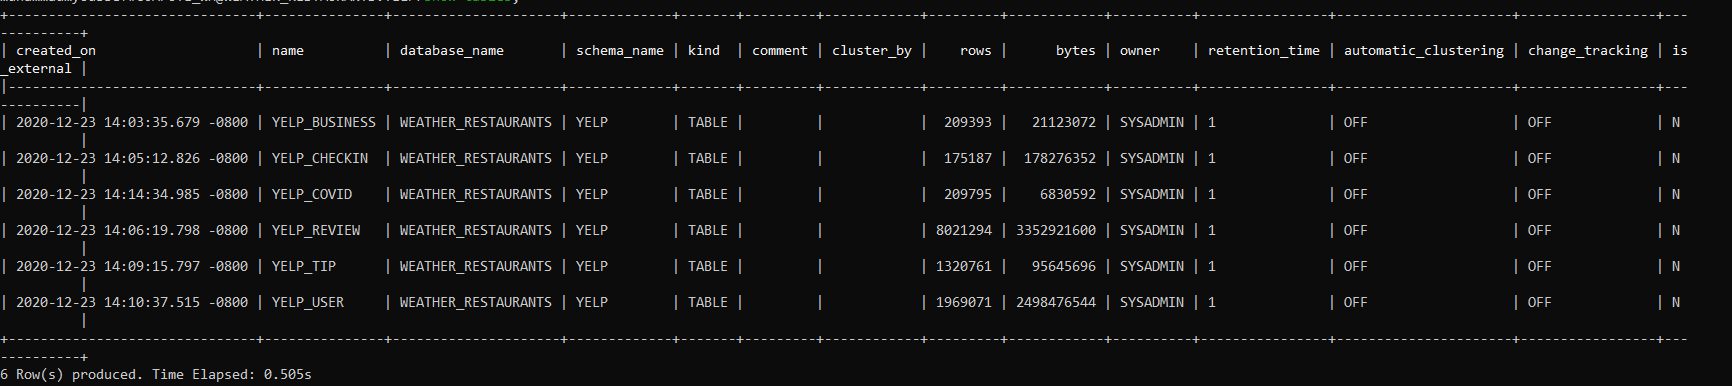 +-------------------------------+---------------+---------------------+-------------+-------+---------+------------+---------+------------+----------+----------------+----------------------+-----------------+---
----------+
| created_on                    | name          | database_name       | schema_name | kind  | comment | cluster_by |    rows |      bytes | owner    | retention_time | automatic_clustering | change_tracking | is
_external |
|-------------------------------+---------------+---------------------+-------------+-------+---------+------------+---------+------------+----------+----------------+----------------------+-----------------+---
----------|
| 2020-12-23 14:03:35.679 -0800 | YELP_BUSINESS | WEATHER_RESTAURANTS | YELP        | TABLE |         |            |  209393 |   21123072 | SYSADMIN | 1              | OFF                  | OFF             | N
          |
| 2020-12-23 14:05:12.826 -0800 | YELP_CHECKIN  | WEATHER_RESTAURANTS | YELP        | TABLE |         |            |  175187 |  178276352 | SYSADMIN | 1              | OFF                  | OFF             | N
          |
| 2020-12-23 14:14:34.985 -0800 | YELP_COVID    | WEATHER_RESTAURANTS | YELP        | TABLE |         |            |  209795 |    6830592 | SYSADMIN | 1              | OFF                  | OFF             | N
          |
| 2020-12-23 14:06:19.798 -0800 | YELP_REVIEW   | WEATHER_RESTAURANTS | YELP        | TABLE |         |            | 8021294 | 3352921600 | SYSADMIN | 1              | OFF                  | OFF             | N
          |
| 2020-12-23 14:09:15.797 -0800 | YELP_TIP      | WEATHER_RESTAURANTS | YELP        | TABLE |         |            | 1320761 |   95645696 | SYSADMIN | 1              | OFF                  | OFF             | N
          |
| 2020-12-23 14:10:37.515 -0800 | YELP_USER     | WEATHER_RESTAURANTS | YELP        | TABLE |         |            | 1969071 | 2498476544 | SYSADMIN | 1              | OFF                  | OFF             | N
          |
+-------------------------------+---------------+---------------------+-------------+-------+---------+------------+---------+------------+----------+----------------+----------------------+-----------------+---
----------+
6 Row(s) produced. Time Elapsed: 0.505s